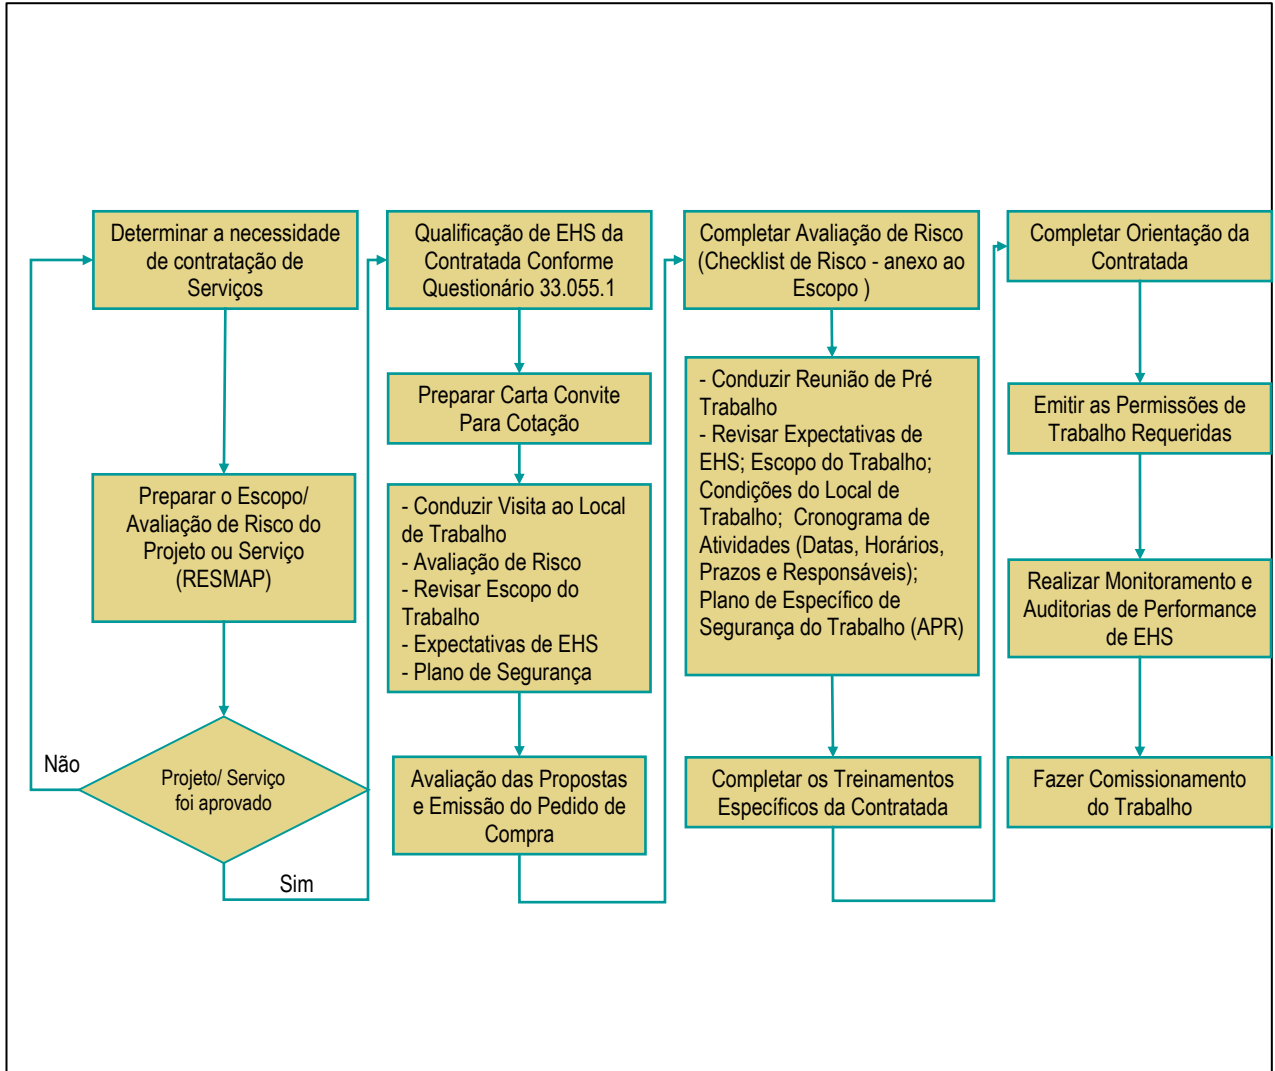 Determinar a necessidade
de contratação de
Serviços
Preparar o Escopo/
Avaliação de Risco do
Projeto ou Serviço
(RESMAP)
Não
Projeto/ Serviço
foi aprovado
Sim
Qualificação de EHS da
Contratada Conforme
Questionário 33.055.1
Preparar Carta Convite
Para Cotação
- Conduzir Visita ao Local
de Trabalho
- Avaliação de Risco
- Revisar Escopo do
Trabalho
- Expectativas de EHS
- Plano de Segurança
Avaliação das Propostas
e Emissão do Pedido de
Compra
Completar Avaliação de Risco
(Checklist de Risco - anexo ao
Escopo )
- Conduzir Reunião de Pré
Trabalho
- Revisar Expectativas de
EHS; Escopo do Trabalho;
Condições do Local de
Trabalho; Cronograma de
Atividades (Datas, Horários,
Prazos e Responsáveis);
Plano de Específico de
Segurança do Trabalho (APR)
Completar os Treinamentos
Específicos da Contratada
Completar Orientação da
Contratada
Emitir as Permissões de
Trabalho Requeridas
Realizar Monitoramento e
Auditorias de Performance
de EHS
Fazer Comissionamento
do Trabalho